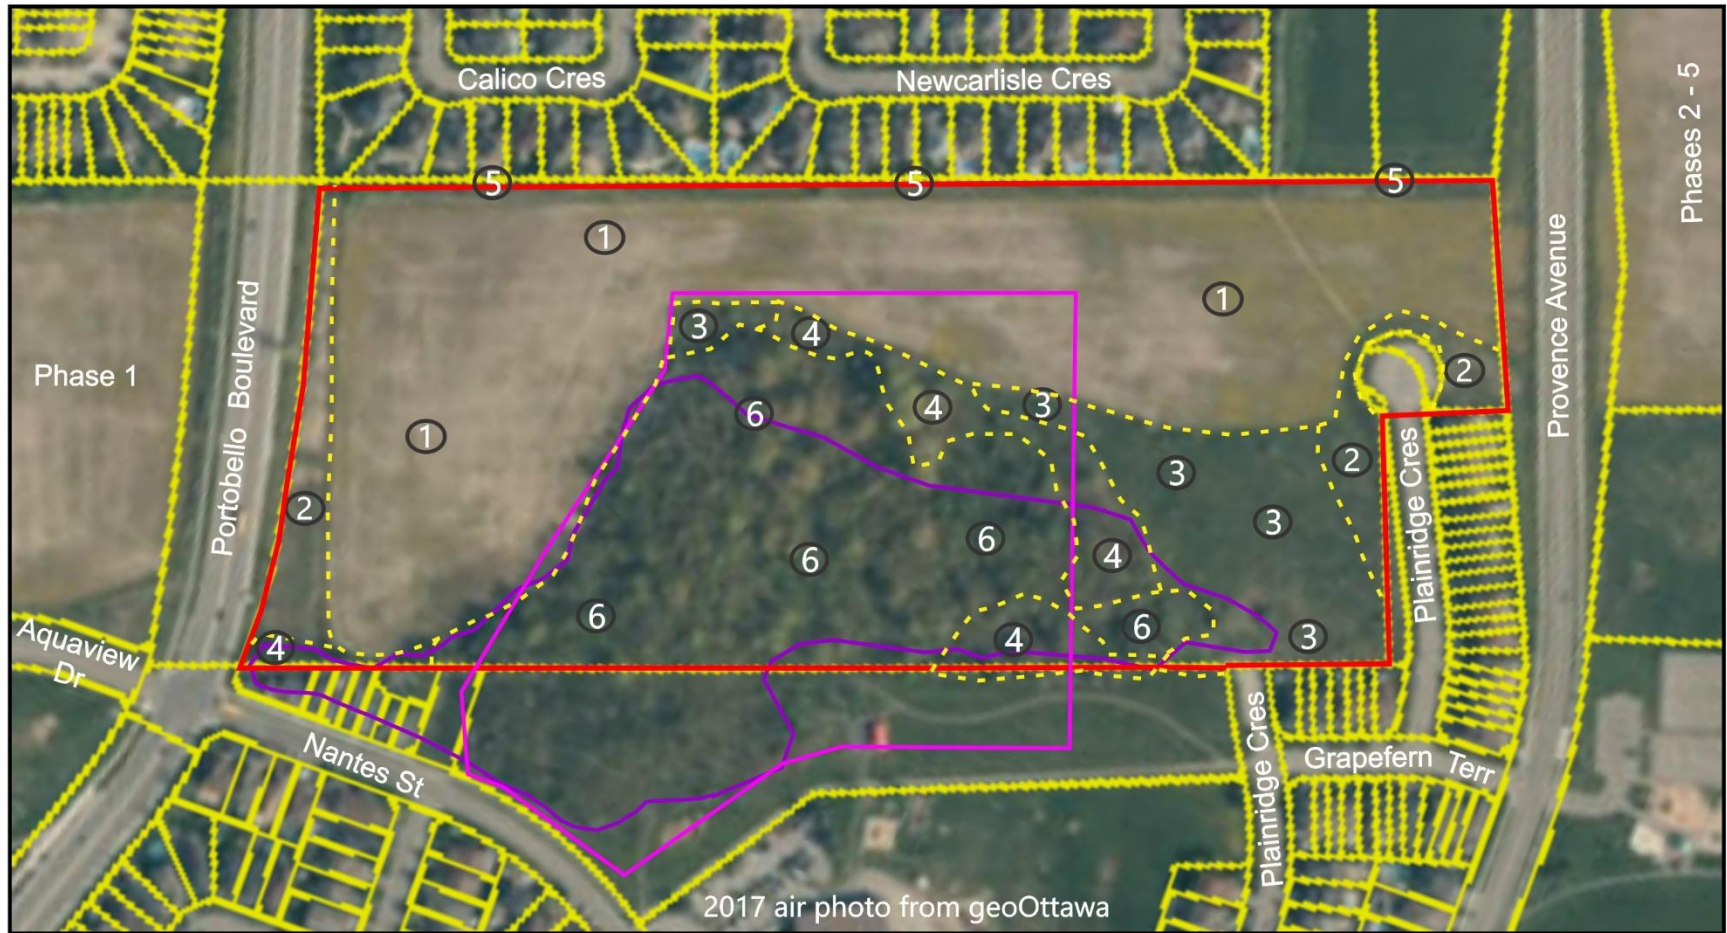 Calico Cres
Newcarlisle Cres
Phases 2 - 5
5
5
5
1
1
Provence Avenue
Portobello Boulevard
3
4
Phase 1
2
4
3
6
1
2
3
Plainridge Cres
2
3
6
4
6
6
6
4
3
4
Aquaview
Dr
Plainridge Cres
Nantes St
Grapefern Terr
2017 air photo from geoOttawa